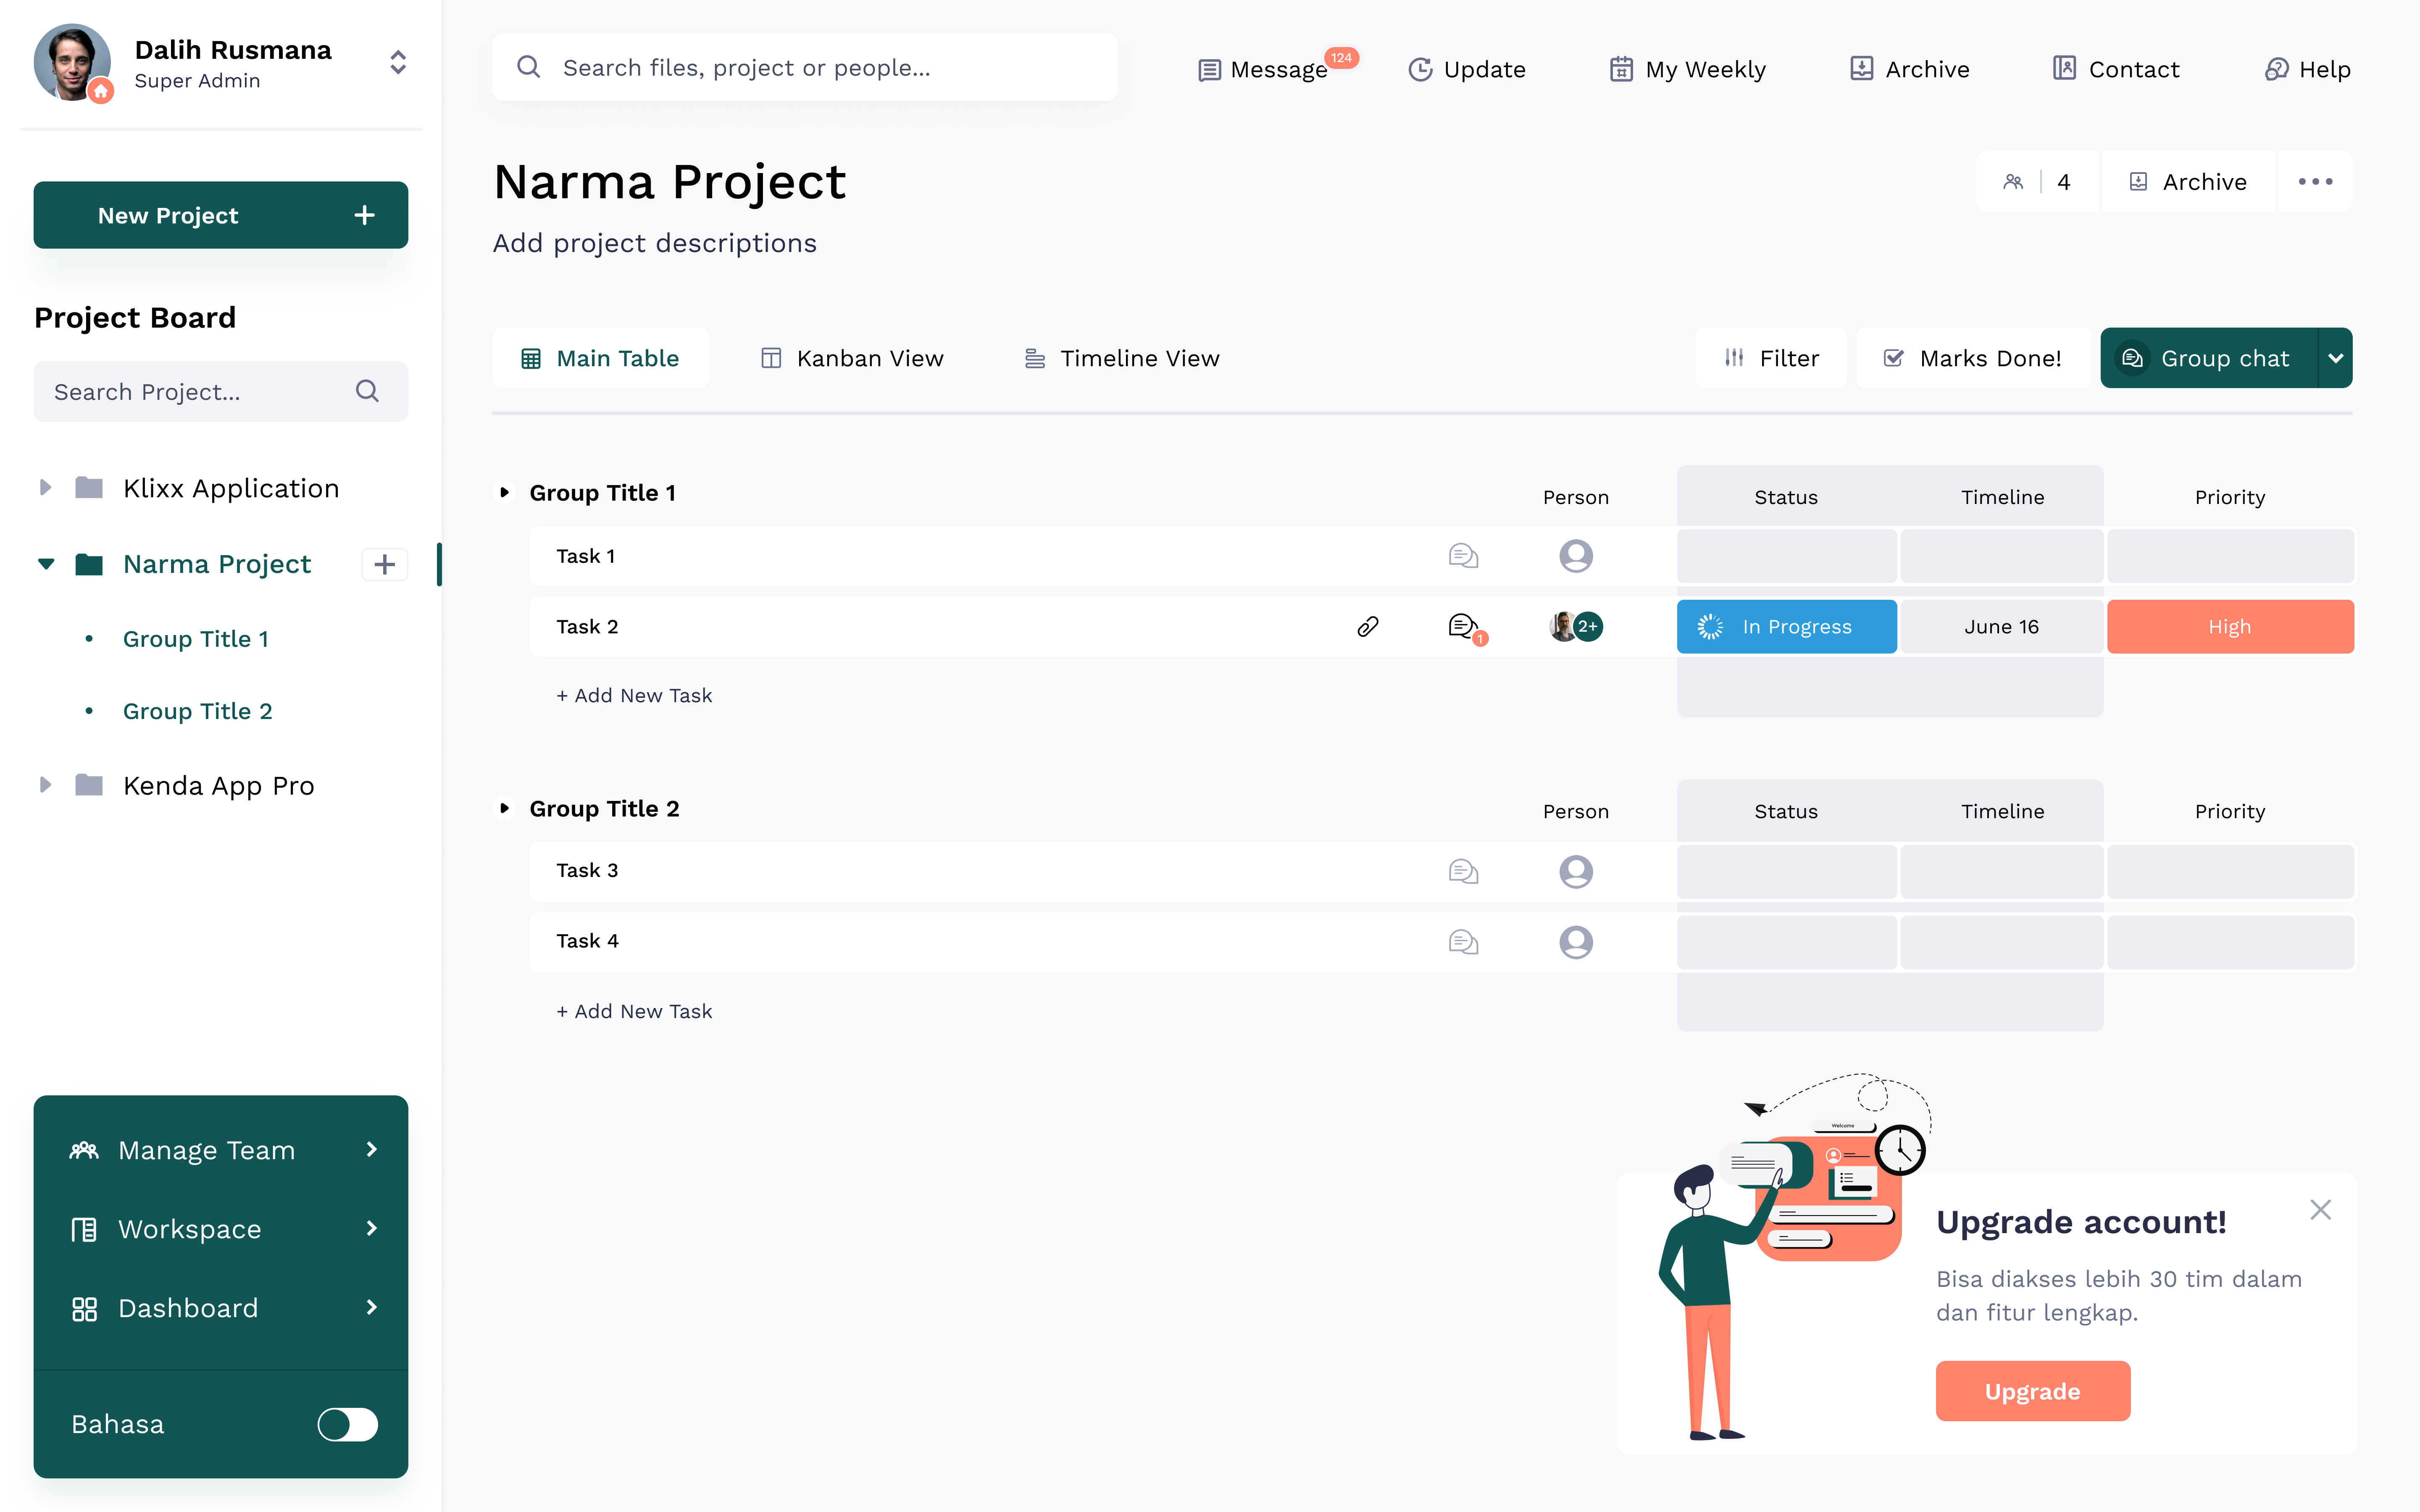 Dalih Rusmana
Super Admin
New Project
Project Board
Search Project...
Klixx Application
Narma Project
Group Title 1
Group Title 2
Kenda App Pro
Manage Team
Workspace
Dashboard
Bahasa
Search files, project or people...
Message 124
Update
My Weekly
Archive
Contact
Help
Narma Project
Add project descriptions
4
Archive
Main Table
Kanban View
Timeline View
Filter
Marks Done!
Group chat
Group Title 1 Person Status Timeline Priority
Task 1
Task 2 1 2+ In Progress June 16 High
+ Add New Task
Group Title 2 Person Status Timeline Priority
Task 3
Task 4
+ Add New Task
Welcome
Upgrade account!
Bisa diakses lebih 30 tim dalam
dan fitur lengkap.
Upgrade